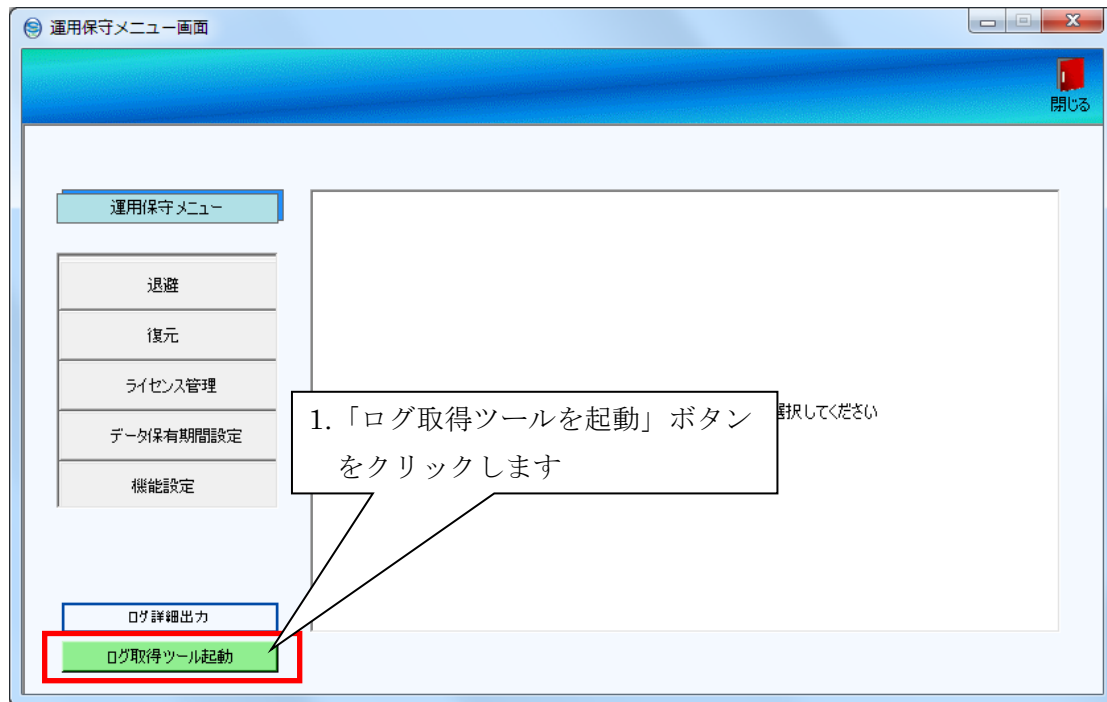 運用保守メニュー画面
閉じる
運用保守メニュー
退避
復元
ライセンス管理
データ保有期間設定
機能設定
選択してください
1.「ログ取得ツールを起動」ボタン
をクリックします
ログ詳細出力
ログ取得ツール起動